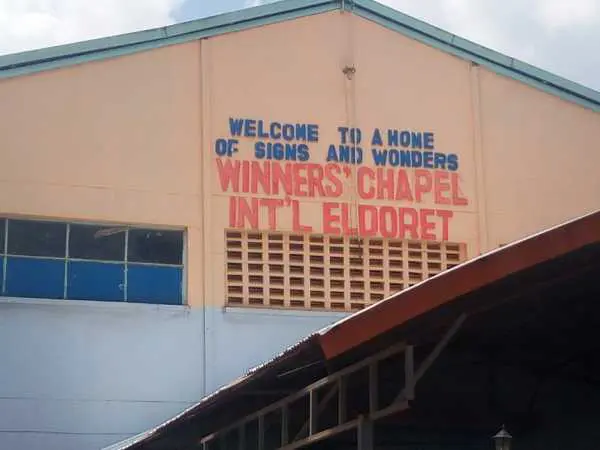 WELCOME TO A HOME
OF SIGNS AND WONDERS
WINNERS' CHAPEL
INT'L ELDORET